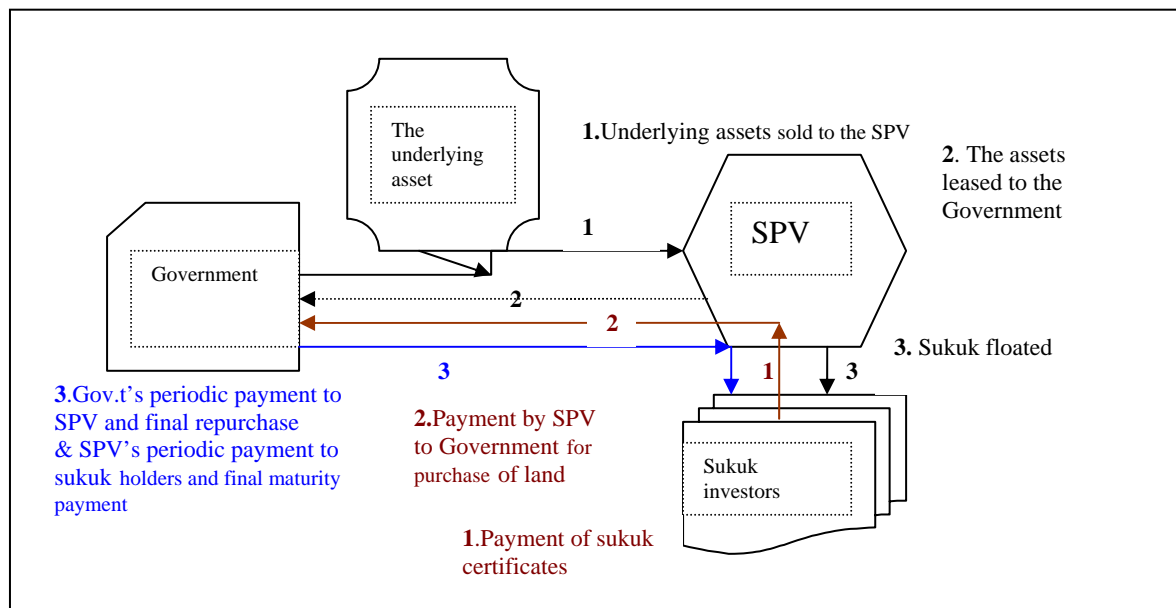 The
underlying
asset
1.Underlying assets sold to the SPV
2. The assets
leased to the
Government
1
SPV
Government
2
2
3. Sukuk floated
3
1
3
3.Gov.t’s periodic payment to
SPV and final repurchase
& SPV’s periodic payment to
sukuk holders and final maturity
payment
2.Payment by SPV
to Government for
purchase of land
Sukuk
investors
1.Payment of sukuk
certificates